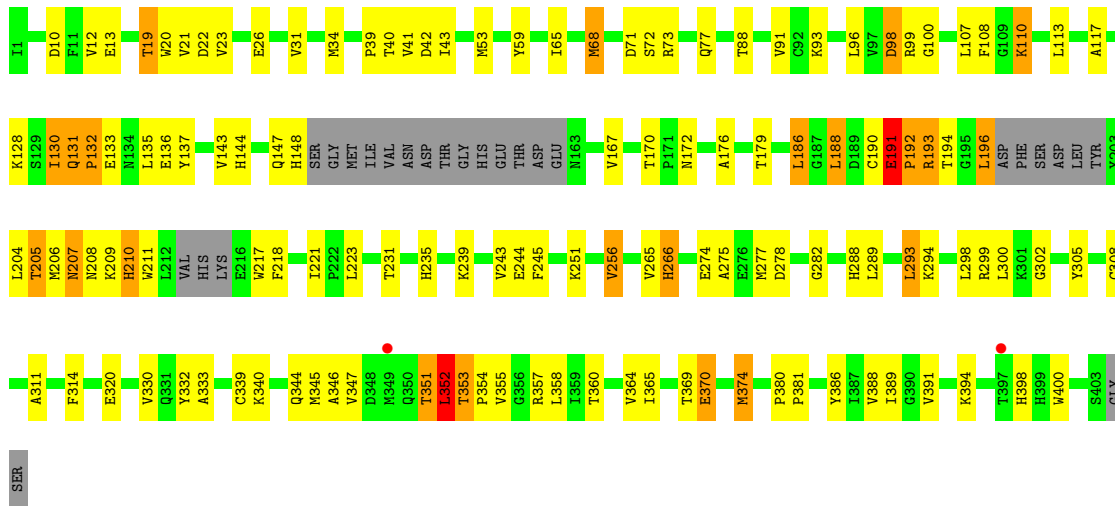 I1 D10 F11 V12 E13 T19 W20 V21 D22 V23 E26 V31 M34 P39 T40 V41 D42 I43 M53 Y59 I65 M68 D71 S72 R73 Q77 T88 V91 C92 K93 L96 V97 D98 R99 G100 L107 F108 G109 K110 L113 A117
K128 S129 I130 Q131 P132 E133 N134 L135 E136 Y137 V143 H144 Q147 H148 SER GLY MET ILE VAL ASN ASP THR GLY HIS GLU THR ASP GLU N163 V167 T170 P171 N172 A176 T179 L186 G187 L188 D189 C190 E191 P192 R193 T194 G195 L196 ASP PHE SER ASP LEU TYR Y203
L204 T205 M206 N207 N208 K209 H210 W211 L212 VAL HIS LYS E216 W217 F218 I221 P222 L223 T231 H235 K239 V243 E244 F245 K251 V256 V265 H266 E274 A275 E276 M277 D278 G282 H288 L289 L293 K294 L298 R299 L300 K301 G302 Y305
A311 F314 E320 V330 Q331 Y332 A333 C339 K340 Q344 M345 A346 V347 D348 M349 Q350 T351 L352 T353 P354 V355 G356 R357 L358 I359 T360 V364 I365 T369 E370 M374 P380 P381 Y386 I387 V388 I389 G390 V391 K394 T397 H398 H399 W400 S403 GLY
SER